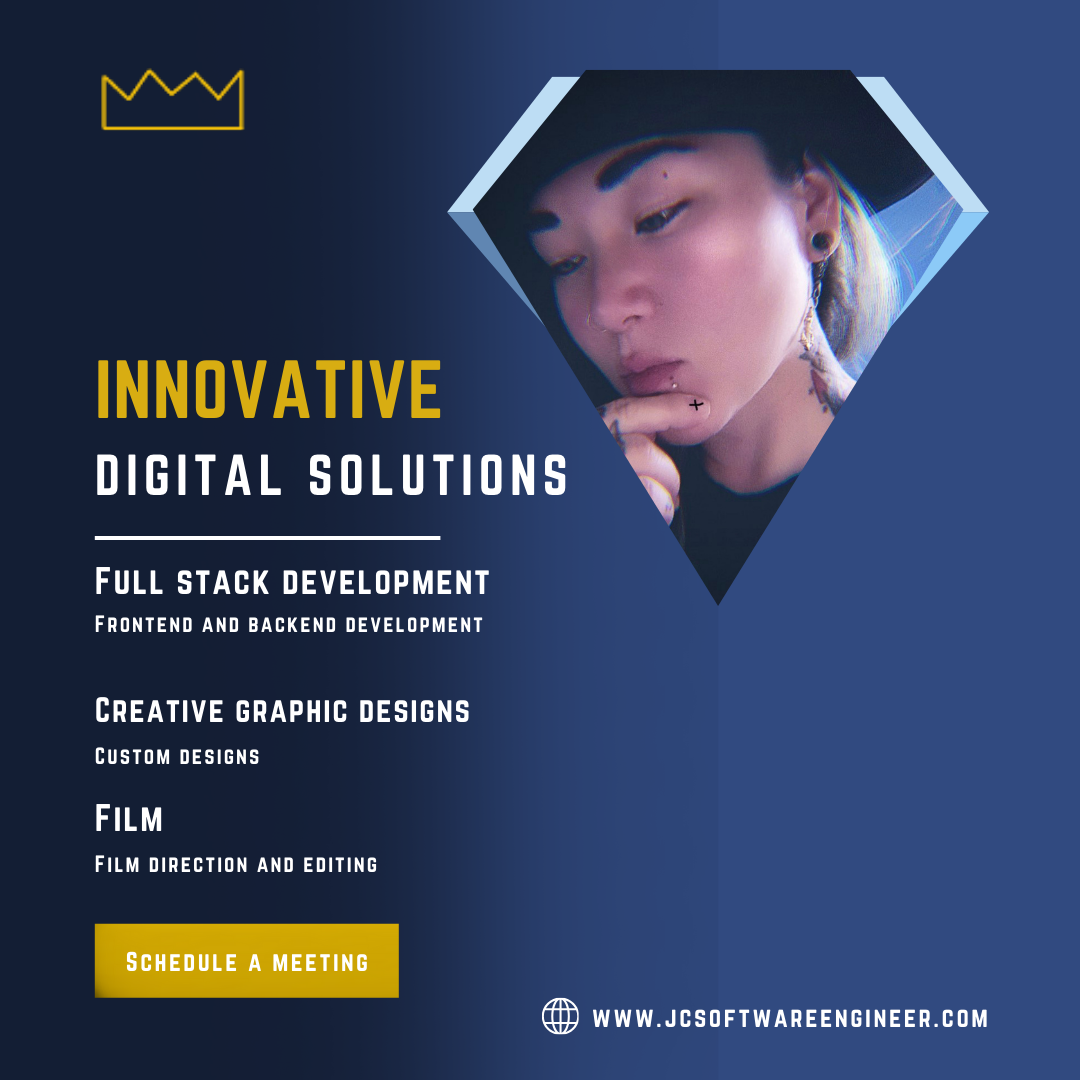 INNOVATIVE
DIGITAL SOLUTIONS
Full stack development
Frontend and backend development
Creative graphic designs
Custom designs
Film
Film direction and editing
Schedule a meeting
www.jcsoftwareengineer.com